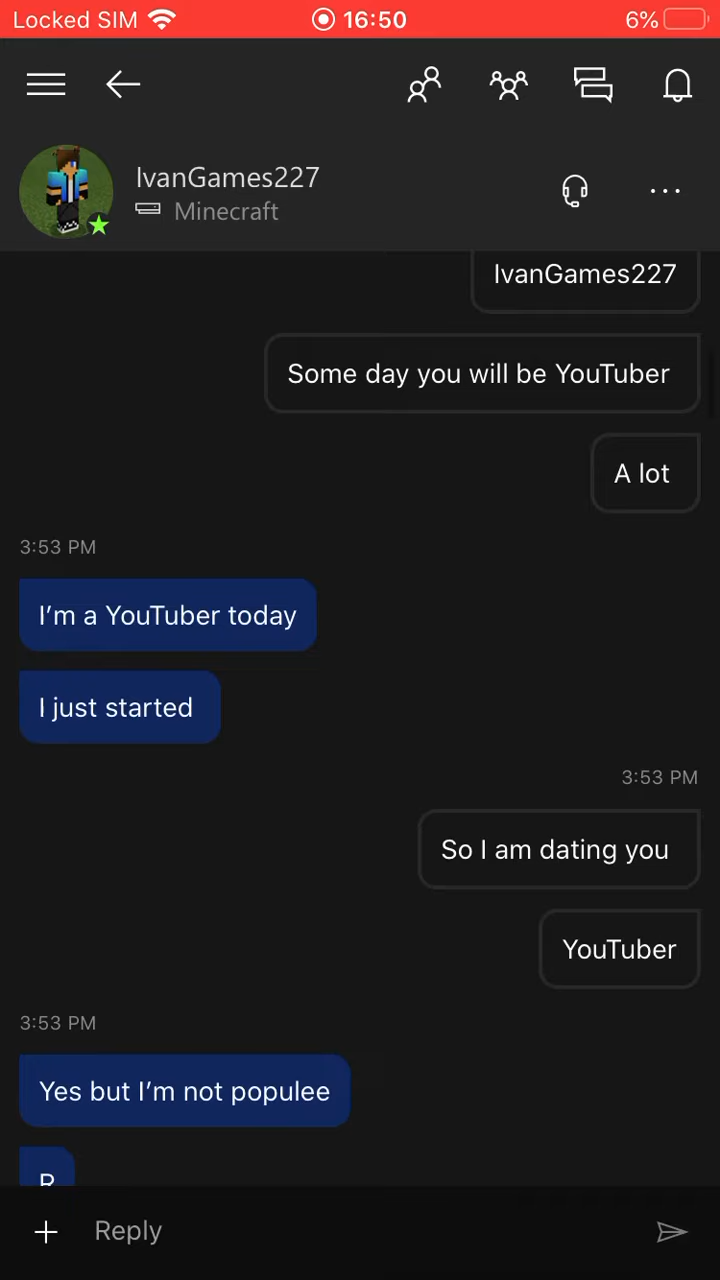 Locked SIM 16:50 6%
IvanGames227
Minecraft
IvanGames227
Some day you will be YouTuber
A lot
3:53 PM
I’m a YouTuber today
I just started
3:53 PM
So I am dating you
YouTuber
3:53 PM
Yes but I’m not populee
R
Reply